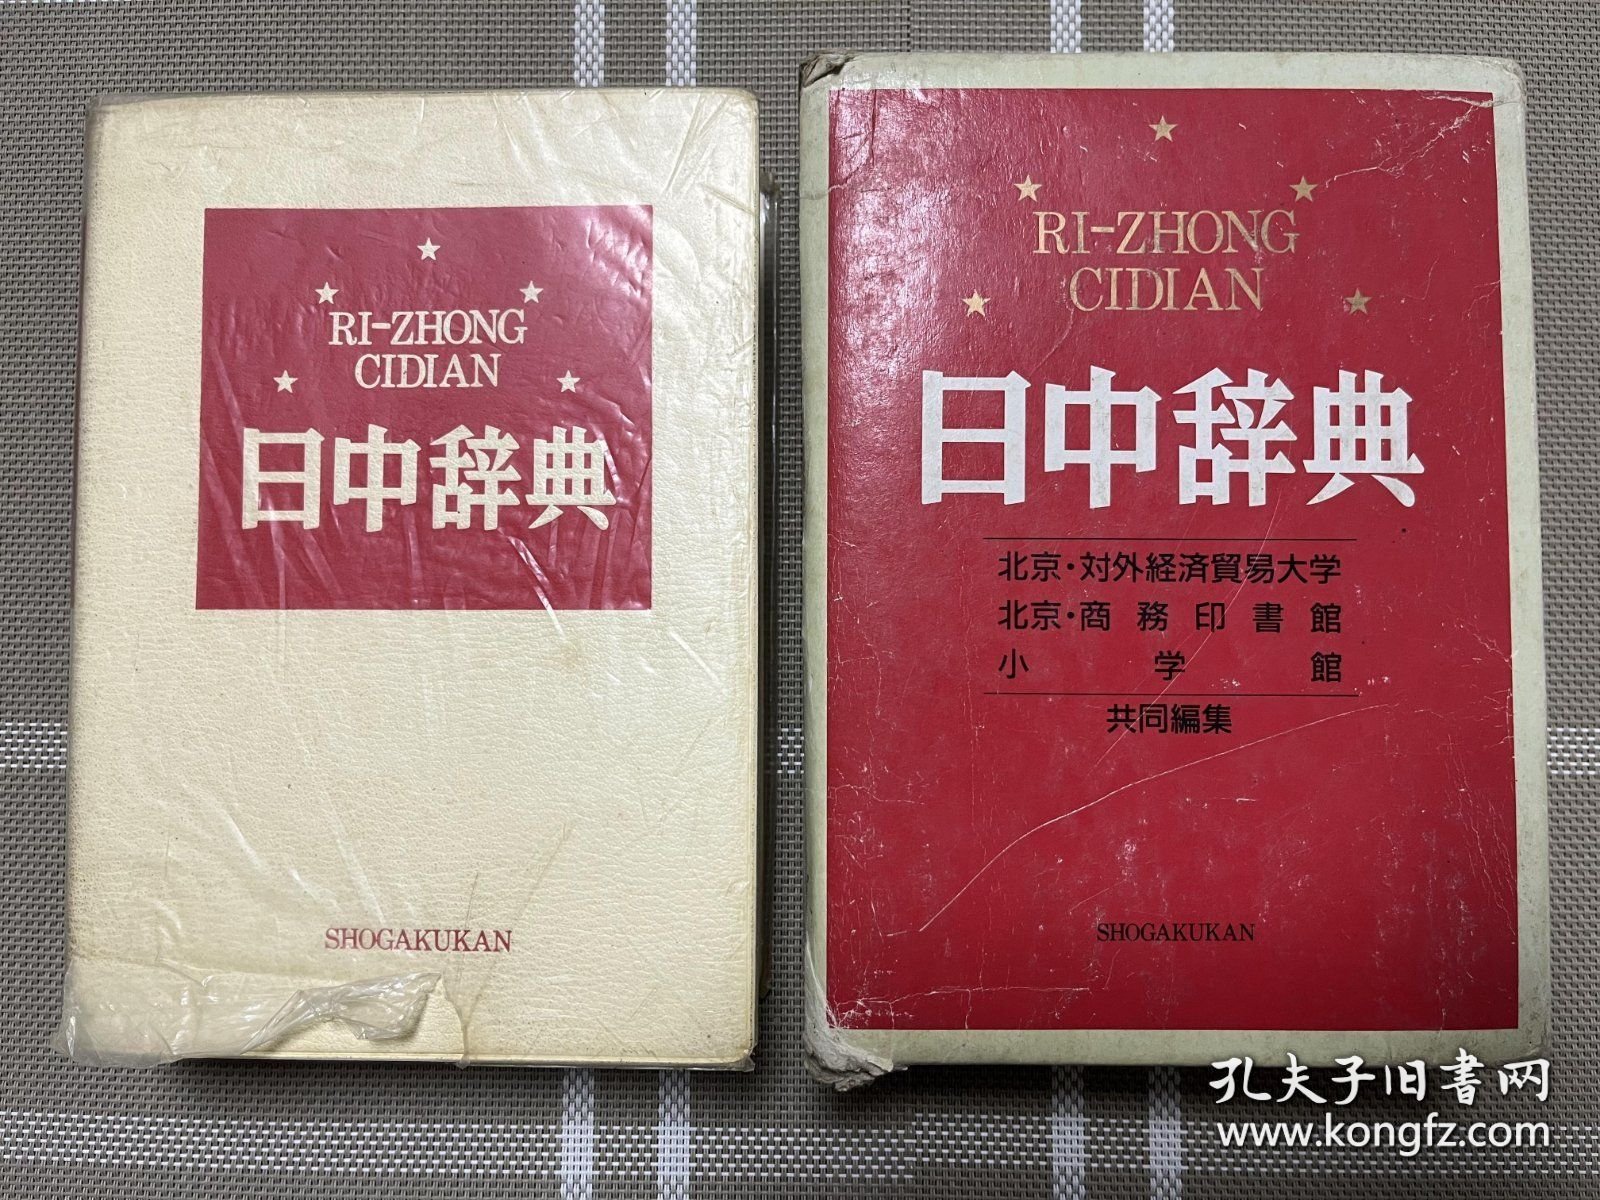 RI-ZHONG
CIDIAN
日中辞典
SHOGAKUKAN
RI-ZHONG
CIDIAN
日中辞典
北京・対外経済貿易大学
北京・商務印書館
小学館
共同編集
SHOGAKUKAN
孔夫子旧書网
www.kongfz.com